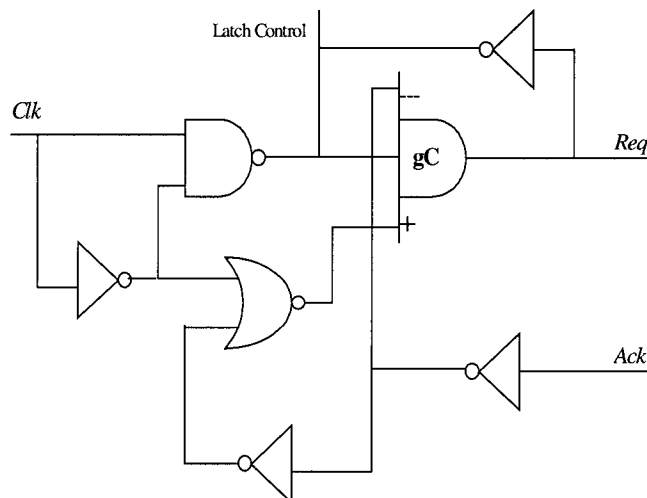 Latch Control
Clk
--
gC
Req
+
Ack